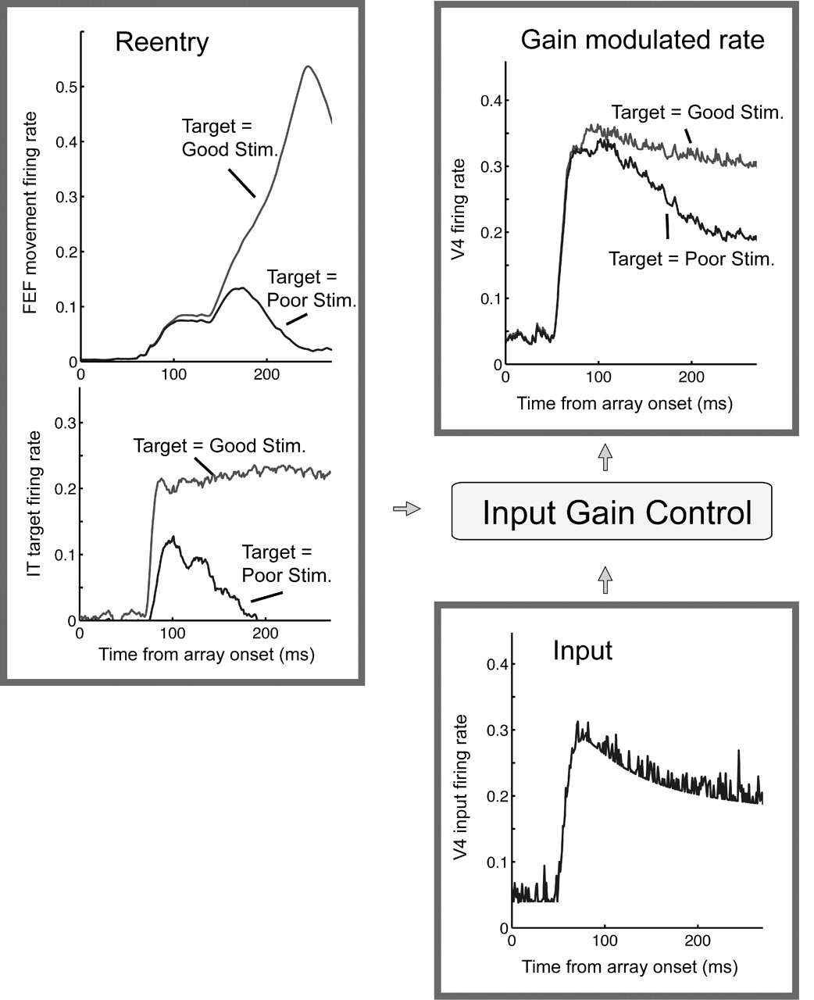 Reentry
FEF movement firing rate
0.5
0.4
0.3
0.2
0.1
0
0
100
200
Target =
Good Stim.
Target =
Poor Stim.
IT target firing rate
0.3
0.2
0.1
0
0
100
200
Target = Good Stim.
Target =
Poor Stim.
Time from array onset (ms)
Gain modulated rate
V4 firing rate
0.4
0.3
0.2
0.1
0
0
100
200
Target = Good Stim.
Target = Poor Stim.
Time from array onset (ms)
Input Gain Control
Input
V4 input firing rate
0.4
0.3
0.2
0.1
0
0
100
200
Time from array onset (ms)